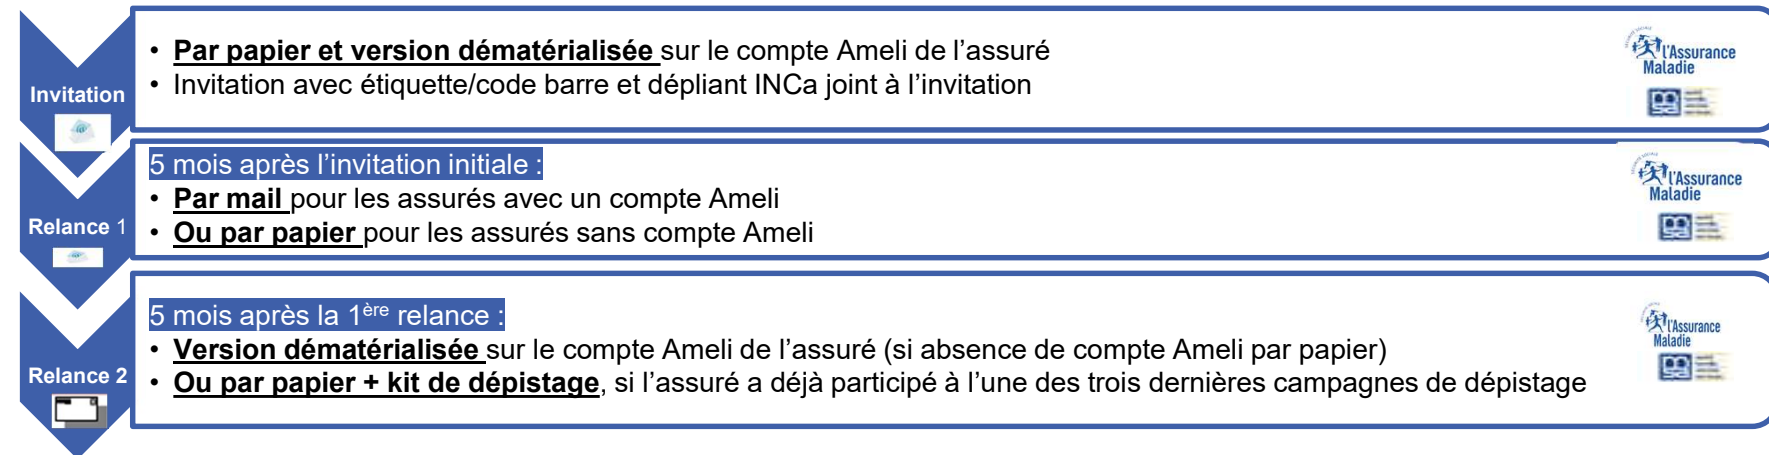 • Par papier et version dématérialisée sur le compte Ameli de l'assuré
• Invitation avec étiquette/code barre et dépliant INCa joint à l'invitation
Invitation
l'Assurance
Maladie
5 mois après l'invitation initiale :
• Par mail pour les assurés avec un compte Ameli
• Ou par papier pour les assurés sans compte Ameli
Relance 1
l'Assurance
Maladie
5 mois après la 1ère relance :
• Version dématérialisée sur le compte Ameli de l'assuré (si absence de compte Ameli par papier)
• Ou par papier + kit de dépistage, si l'assuré a déjà participé à l'une des trois dernières campagnes de dépistage
Relance 2
l'Assurance
Maladie